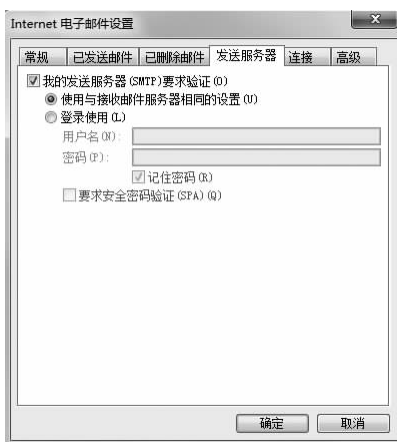 Internet 电子邮件设置
x
常规 已发送邮件 已删除邮件 发送服务器 连接 高级
我的发送服务器(SMTP)要求验证(O)
使用与接收邮件服务器相同的设置(U)
登录使用(L)
用户名(N):
密码(P):
记住密码(R)
要求安全密码验证(SPA)(Q)
确定 取消